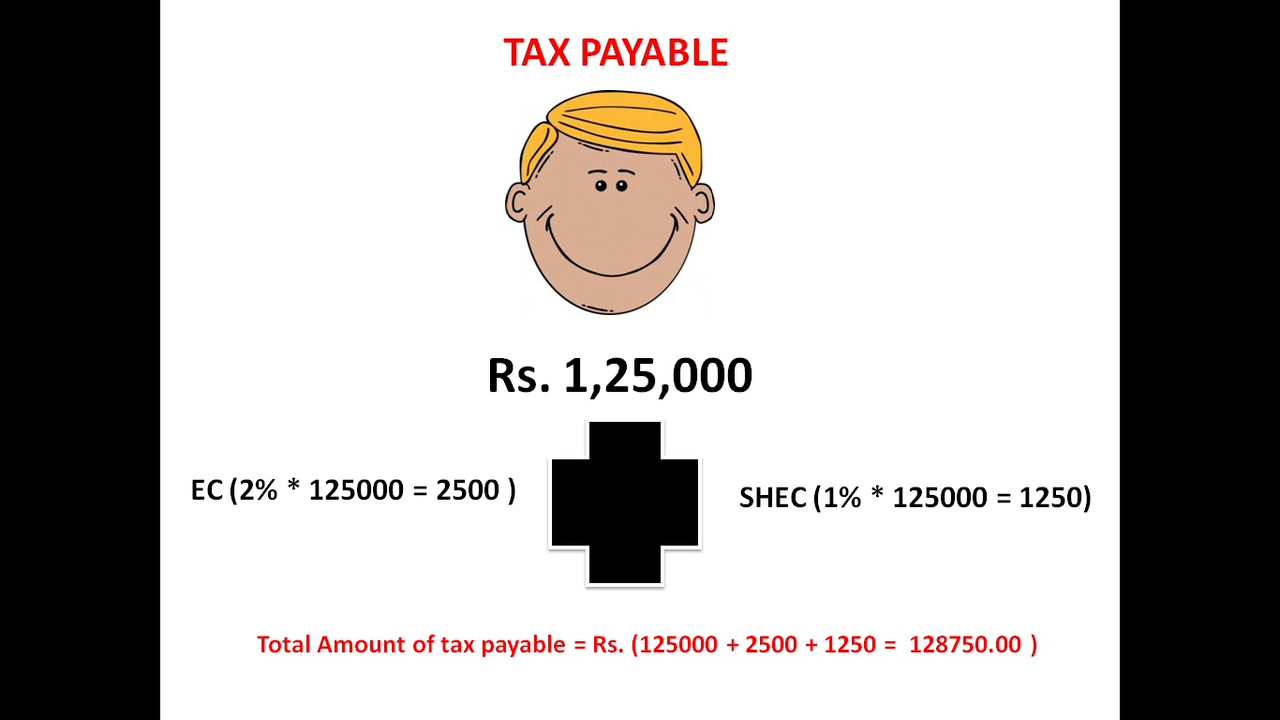 TAX PAYABLE
Rs. 1,25,000
EC (2% * 125000 = 2500 )
SHEC (1% * 125000 = 1250)
Total Amount of tax payable = Rs. (125000 + 2500 + 1250 = 128750.00 )